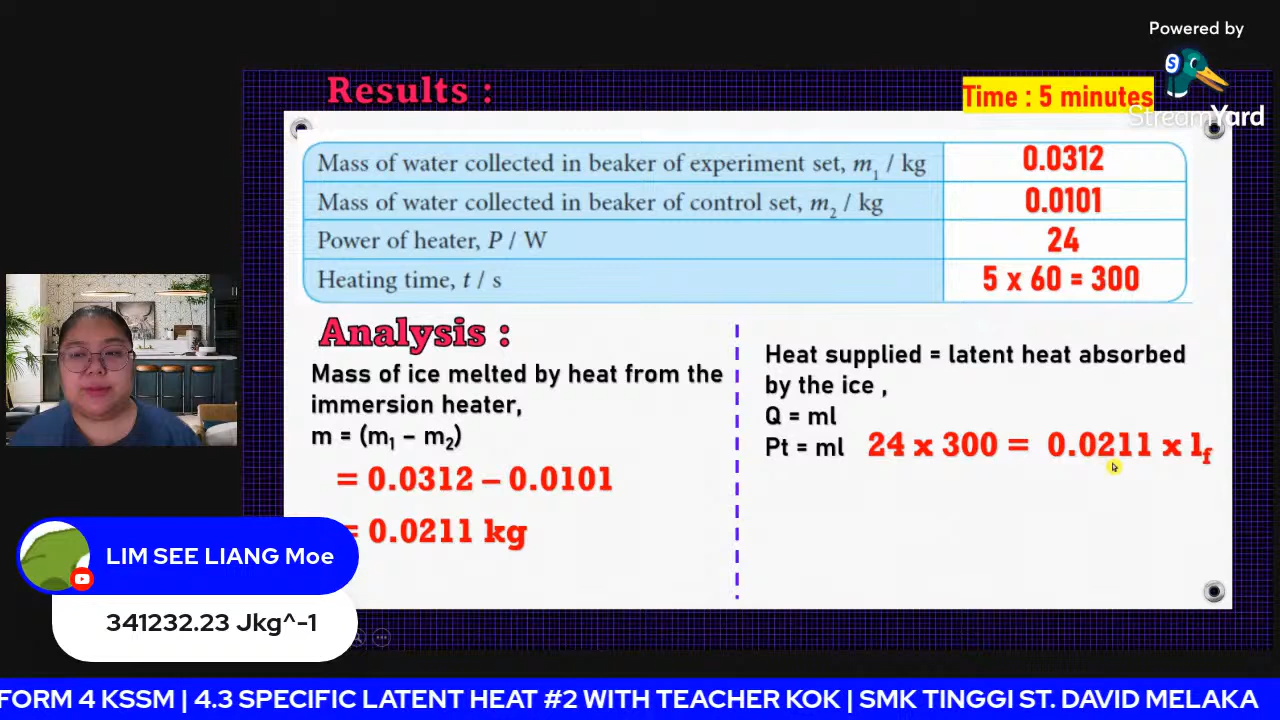 Powered by
StreamYard
Results :
Time : 5 minutes
Mass of water collected in beaker of experiment set, m₁ / kg
0.0312
Mass of water collected in beaker of control set, m₂ / kg
0.0101
Power of heater, P / W
24
Heating time, t / s
5 x 60 = 300
Analysis :
Mass of ice melted by heat from the
immersion heater,
m = (m₁ – m₂)
= 0.0312 – 0.0101
= 0.0211 kg
Heat supplied = latent heat absorbed
by the ice ,
Q = ml
Pt = ml 24 x 300 = 0.0211 x lf
LIM SEE LIANG Moe
341232.23 Jkg^-1
FORM 4 KSSM | 4.3 SPECIFIC LATENT HEAT #2 WITH TEACHER KOK | SMK TINGGI ST. DAVID MELAKA